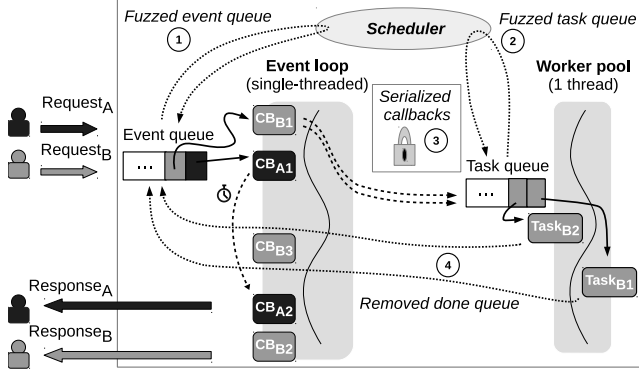 Fuzzed event queue
1
Scheduler
Fuzzed task queue
2
Event loop
(single-threaded)
Worker pool
(1 thread)
Request_A
Request_B
Event queue
...
CB_B1
CB_A1
Serialized
callbacks
3
Task queue
...
Task_B2
CB_B3
4
Task_B1
Removed done queue
Response_A
CB_A2
Response_B
CB_B2